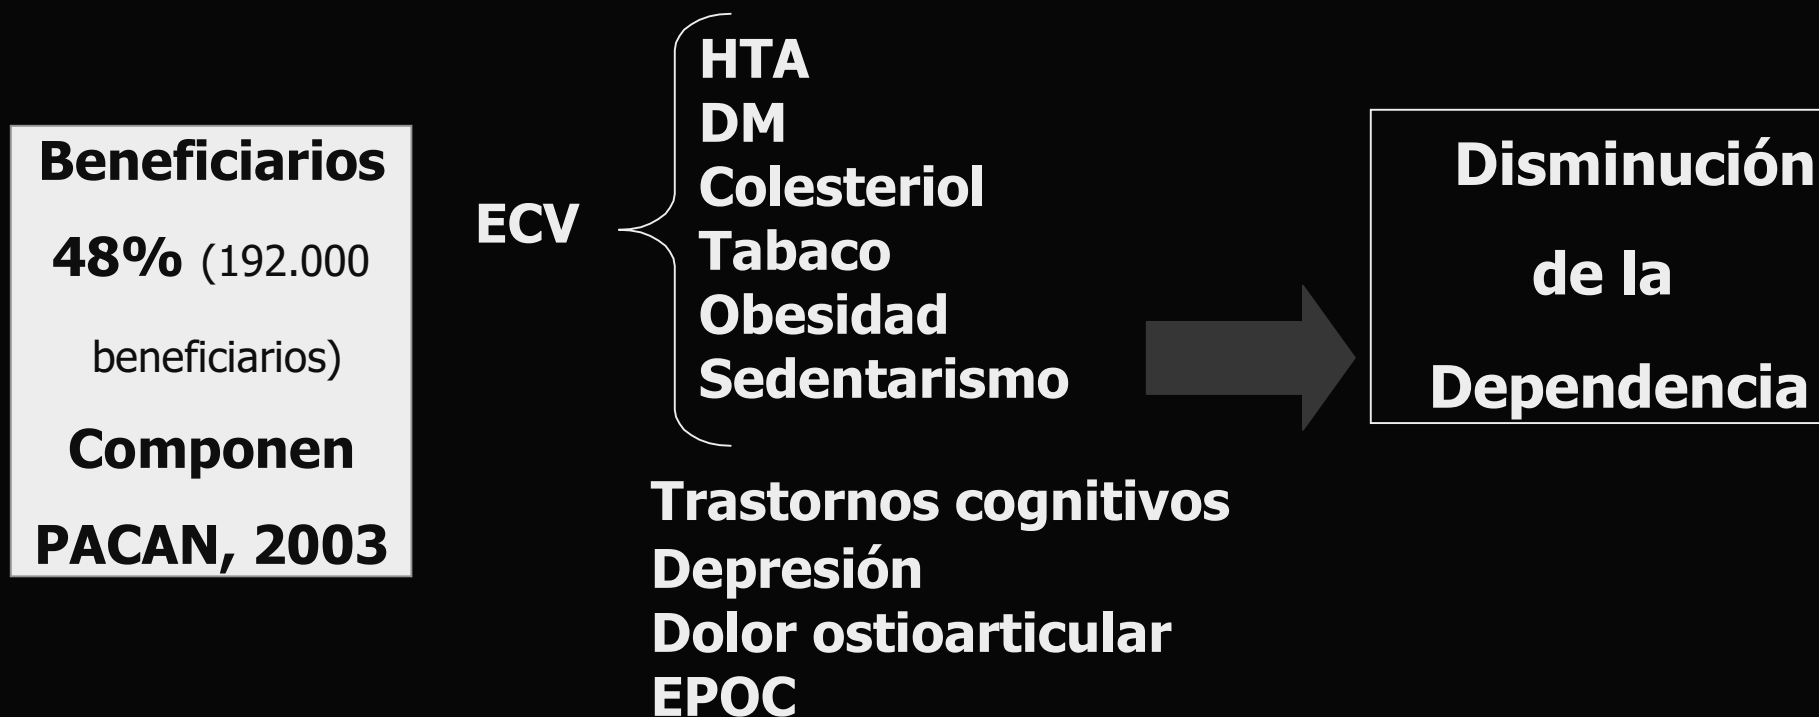 Beneficiarios
48% (192.000
beneficiarios)
Componen
PACAN, 2003
ECV
HTA
DM
Colesteriol
Tabaco
Obesidad
Sedentarismo
Trastornos cognitivos
Depresión
Dolor ostioarticular
EPOC
Disminución
de la
Dependencia